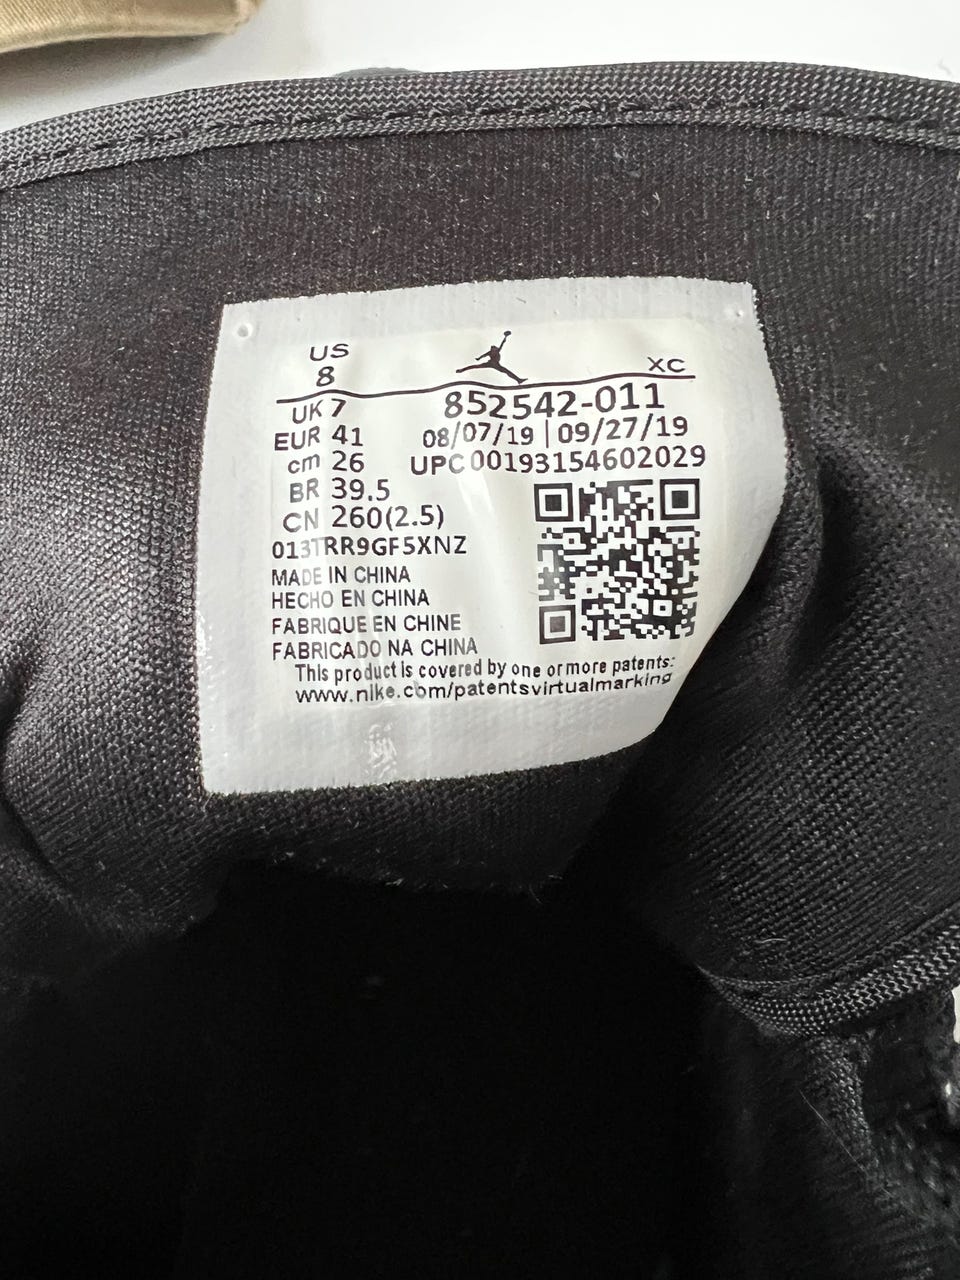 US XC
8
UK 7 852542-011
EUR 41 08/07/19 | 09/27/19
cm 26 UPC 00193154602029
BR 39.5
CN 260(2.5)
013TRR9GF5XNZ
MADE IN CHINA
HECHO EN CHINA
FABRIQUE EN CHINE
FABRICADO NA CHINA
This product is covered by one or more patents:
www.nike.com/patentsvirtualmarking